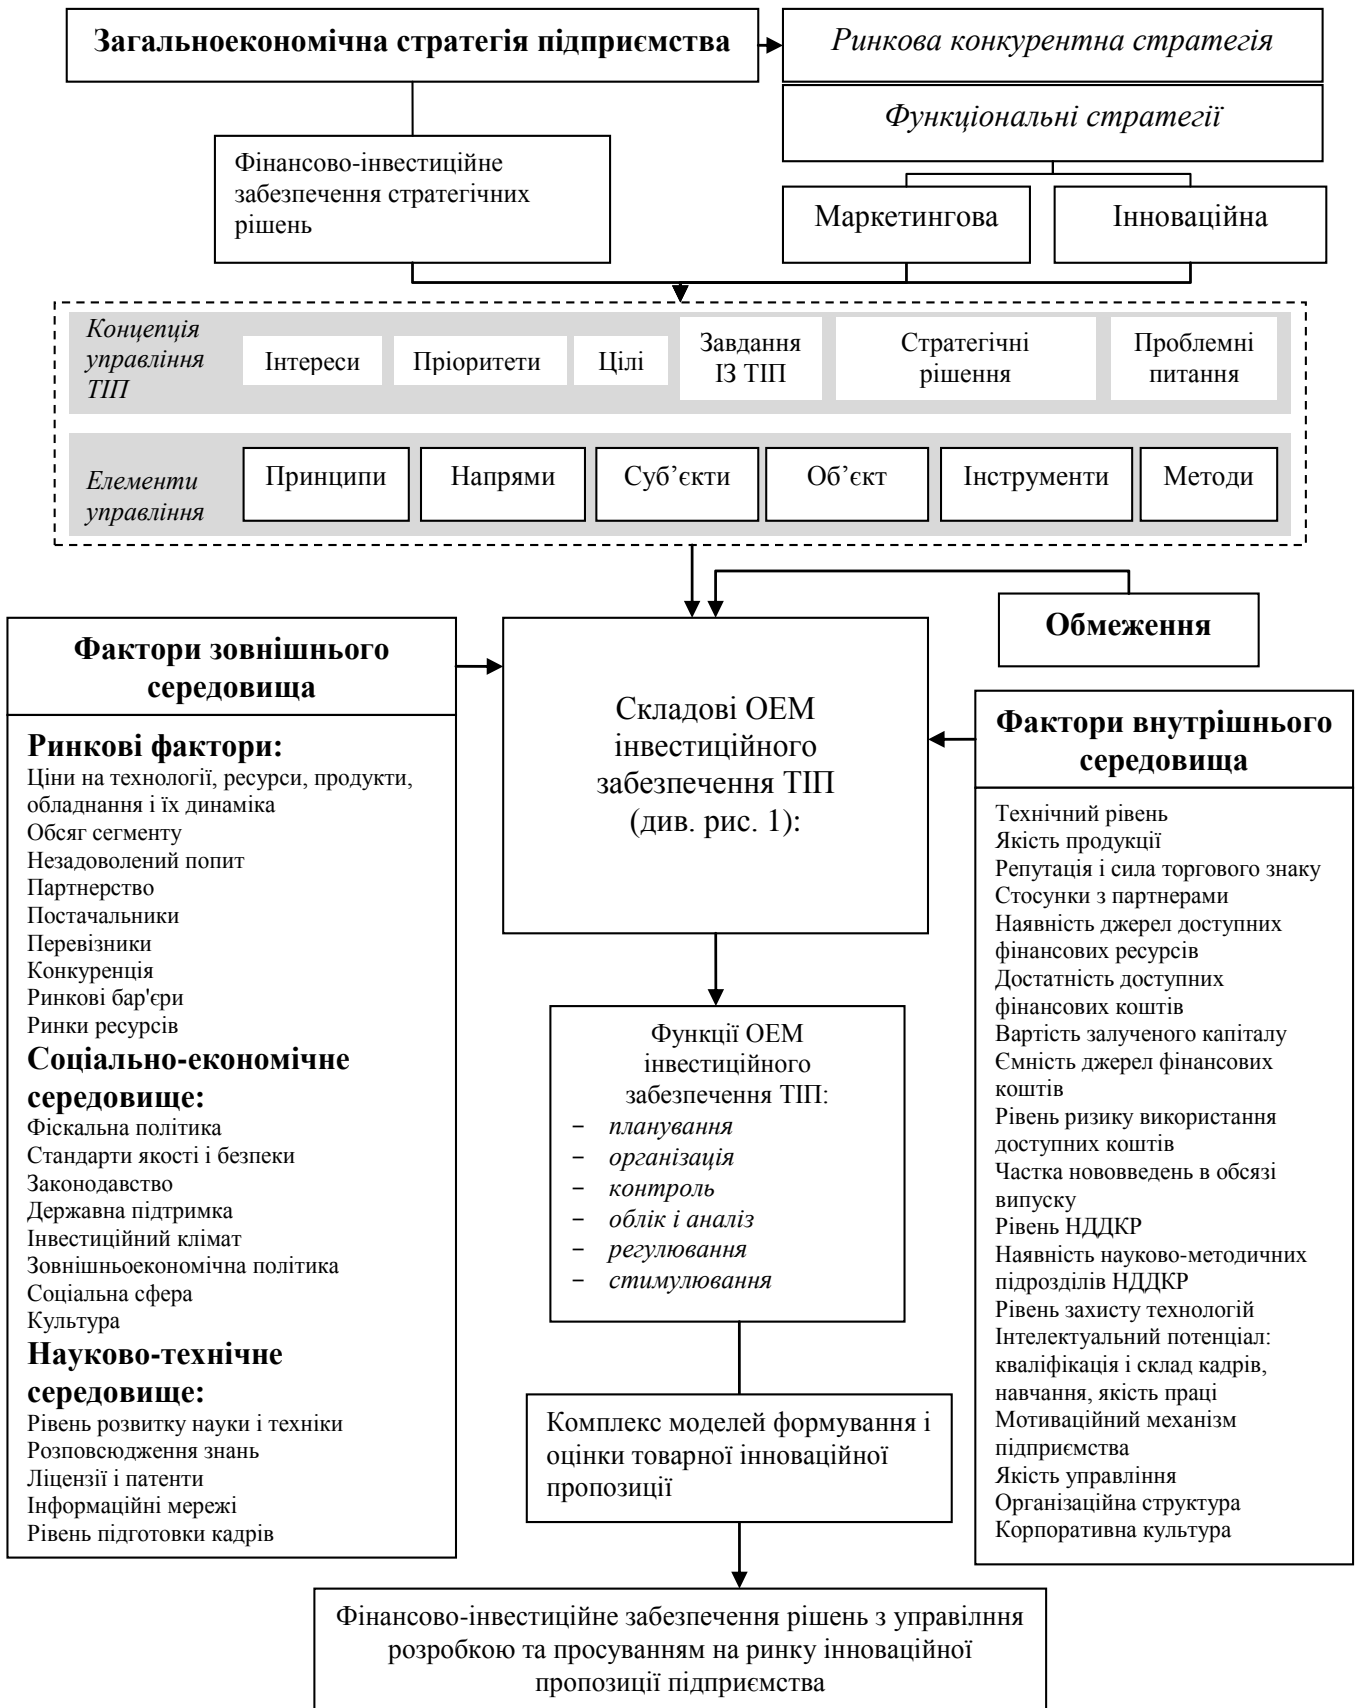 Загальноекономічна стратегія підприємства
Ринкова конкурентна стратегія
Функціональні стратегії
Фінансово-інвестиційне
забезпечення стратегічних
рішень
Маркетингова
Інноваційна
Концепція
управління
ТІП
Інтереси
Пріоритети
Цілі
Завдання
ІЗ ТІП
Стратегічні
рішення
Проблемні
питання
Елементи
управління
Принципи
Напрями
Суб’єкти
Об’єкт
Інструменти
Методи
Обмеження
Фактори зовнішнього
середовища
Ринкові фактори:
Ціни на технології, ресурси, продукти,
обладнання і їх динаміка
Обсяг сегменту
Незадоволений попит
Партнерство
Постачальники
Перевізники
Конкуренція
Ринкові бар'єри
Ринки ресурсів
Соціально-економічне
середовище:
Фіскальна політика
Стандарти якості і безпеки
Законодавство
Державна підтримка
Інвестиційний клімат
Зовнішньоекономічна політика
Соціальна сфера
Культура
Науково-технічне
середовище:
Рівень розвитку науки і техніки
Розповсюдження знань
Ліцензії і патенти
Інформаційні мережі
Рівень підготовки кадрів
Складові ОЕМ
інвестиційного
забезпечення ТІП
(див. рис. 1):
Функції ОЕМ
інвестиційного
забезпечення ТІП:
− планування
− організація
− контроль
− облік і аналіз
− регулювання
− стимулювання
Комплекс моделей формування і
оцінки товарної інноваційної
пропозиції
Фактори внутрішнього
середовища
Технічний рівень
Якість продукції
Репутація і сила торгового знаку
Стосунки з партнерами
Наявність джерел доступних
фінансових ресурсів
Достатність доступних
фінансових коштів
Вартість залученого капіталу
Ємність джерел фінансових
коштів
Рівень ризику використання
доступних коштів
Частка нововведень в обсязі
випуску
Рівень НДДКР
Наявність науково-методичних
підрозділів НДДКР
Рівень захисту технологій
Інтелектуальний потенціал:
кваліфікація і склад кадрів,
навчання, якість праці
Мотиваційний механізм
підприємства
Якість управління
Організаційна структура
Корпоративна культура
Фінансово-інвестиційне забезпечення рішень з управілння
розробкою та просуванням на ринку інноваційної
пропозиції підприємства